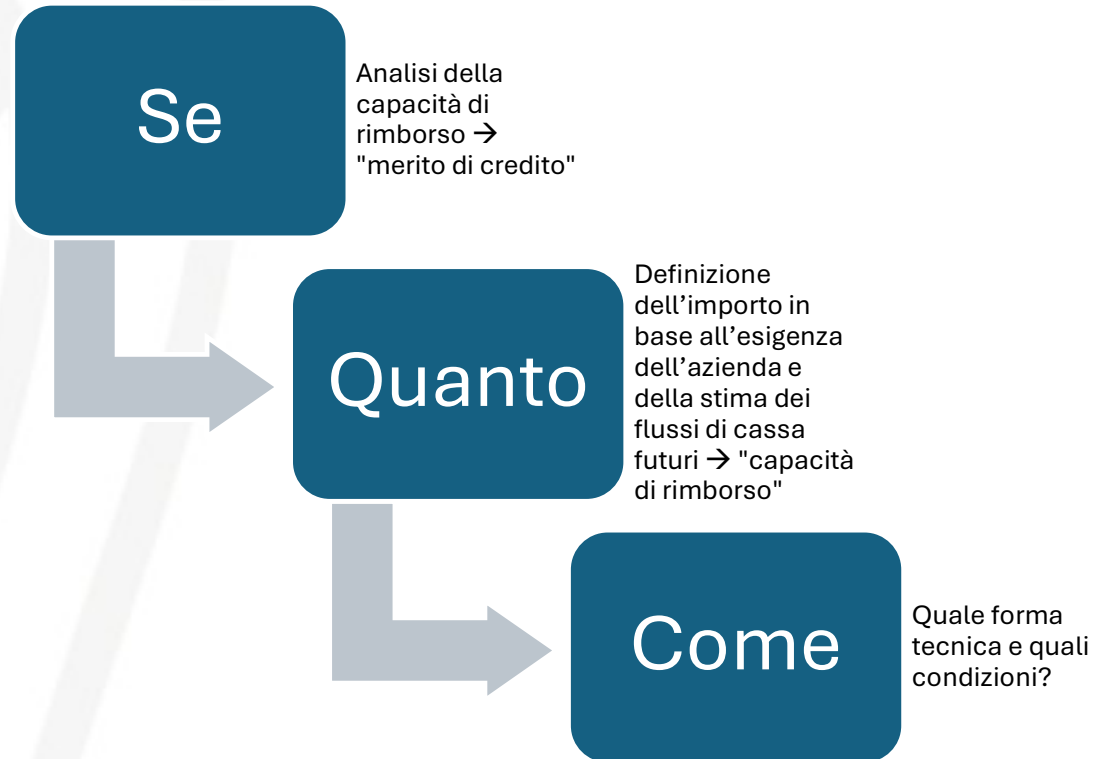 Se
Analisi della
capacità di
rimborso →
"merito di credito"
Quanto
Definizione
dell’importo in
base all’esigenza
dell’azienda e
della stima dei
flussi di cassa
futuri → "capacità
di rimborso"
Come
Quale forma
tecnica e quali
condizioni?